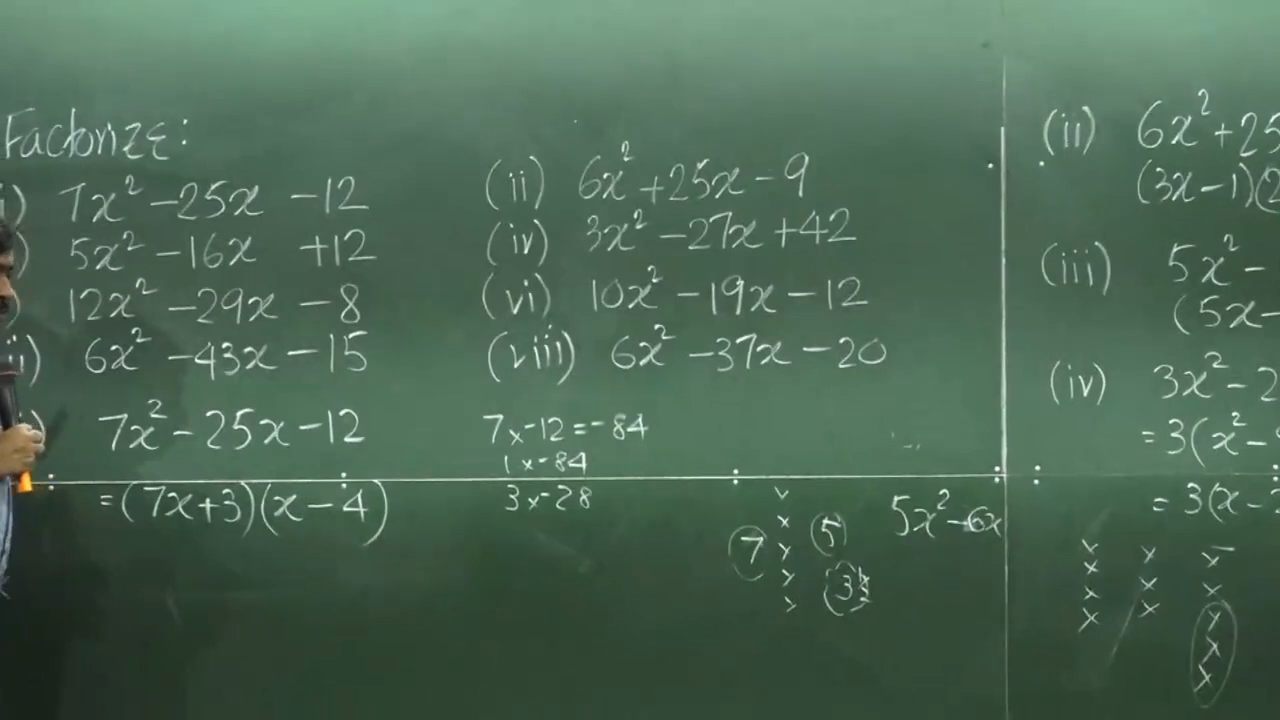 Factorize:
i) 7x² -25x -12
(ii) 6x² +25x -9
) 5x² -16x +12
(iv) 3x² -27x +42
) 12x² -29x -8
(vi) 10x² -19x -12
ii) 6x² -43x -15
(viii) 6x² -37x -20
) 7x² -25x -12
7 x -12 = -84
1 x -84
= (7x+3)(x-4)
3 x -28
7
5
5x² -6x
(ii) 6x² +25
(3x-1)(2
(iii) 5x² -
(5x-
(iv) 3x² -2
= 3(x² -
= 3(x-2
x x x
x x x
x x x
x x
x